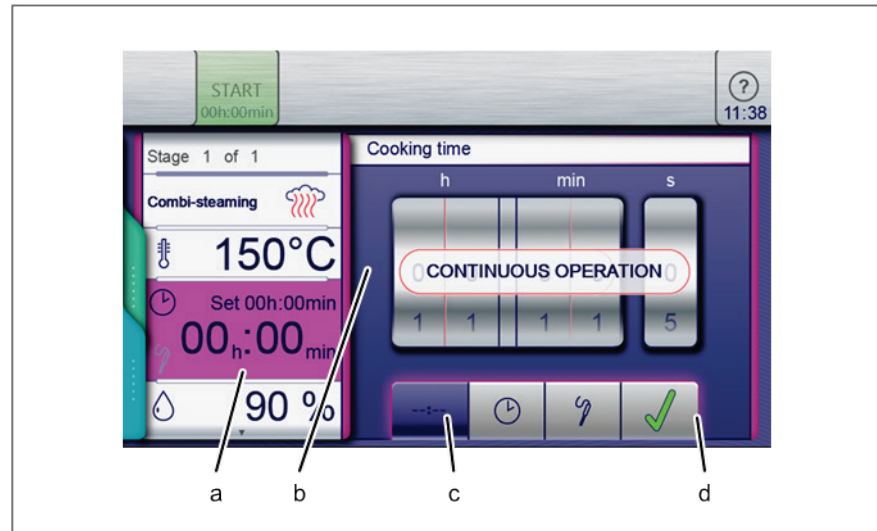 START
00h:00min
?
11:38
Stage 1 of 1
Cooking time
h min s
Combi-steaming
150°C
CONTINUOUS OPERATION
Set 00h:00min
00h:00min
1 1 1 1 5
90 %
--:--
a b c d